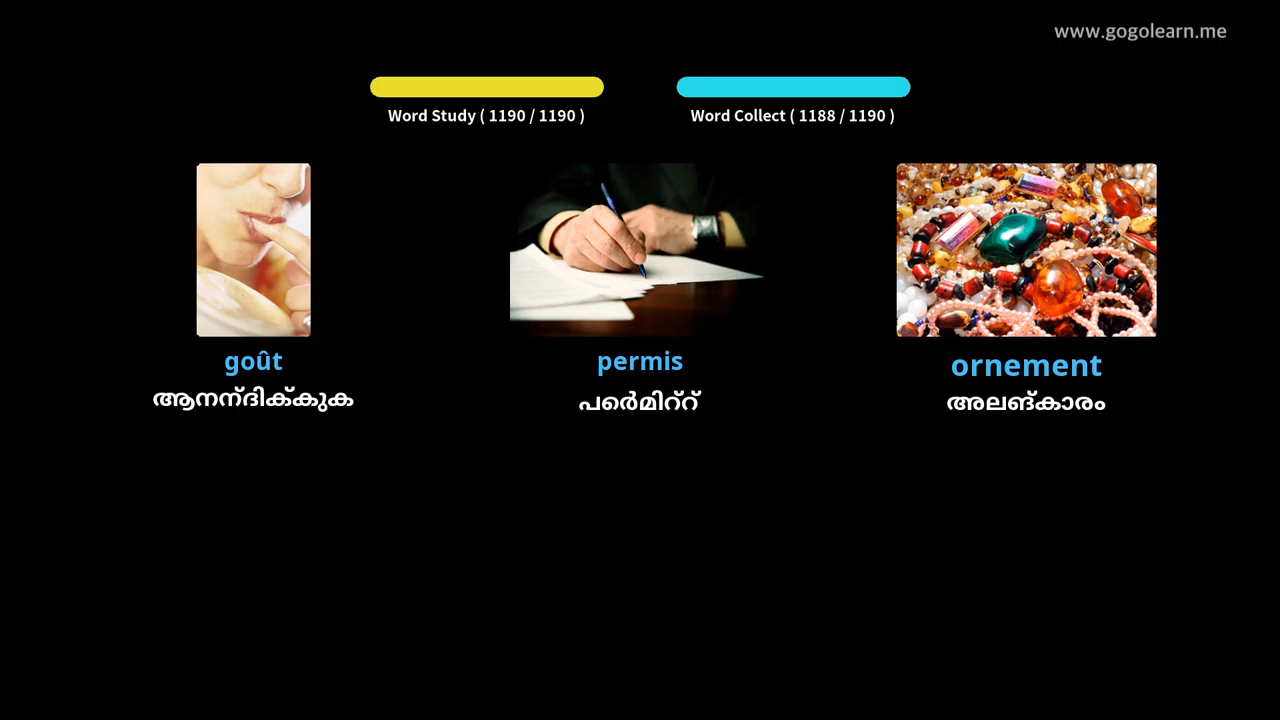 www.gogolearn.me
Word Study ( 1190 / 1190 )
Word Collect ( 1188 / 1190 )
goût
permis
ornement
ആനന്ദിക്കുക
പെർമിറ്റ്
അലങ്കാരം